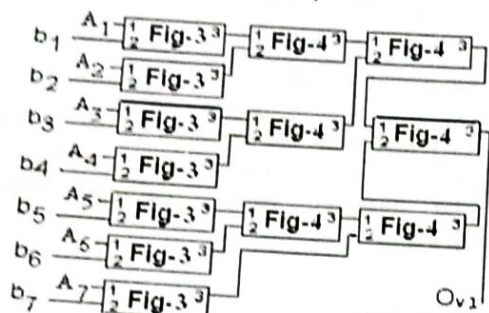 A1 1/2 Fig-3 3 1/2 Fig-4 3 1/2 Fig-4 3
b1
A2 1/2 Fig-3 3
b2
A3 1/2 Fig-3 3 1/2 Fig-4 3 1/2 Fig-4 3
b3
A4 1/2 Fig-3 3
b4
A5 1/2 Fig-3 3 1/2 Fig-4 3 1/2 Fig-4 3
b5
A6 1/2 Fig-3 3
b6
A7 1/2 Fig-3 3
b7
Ov1